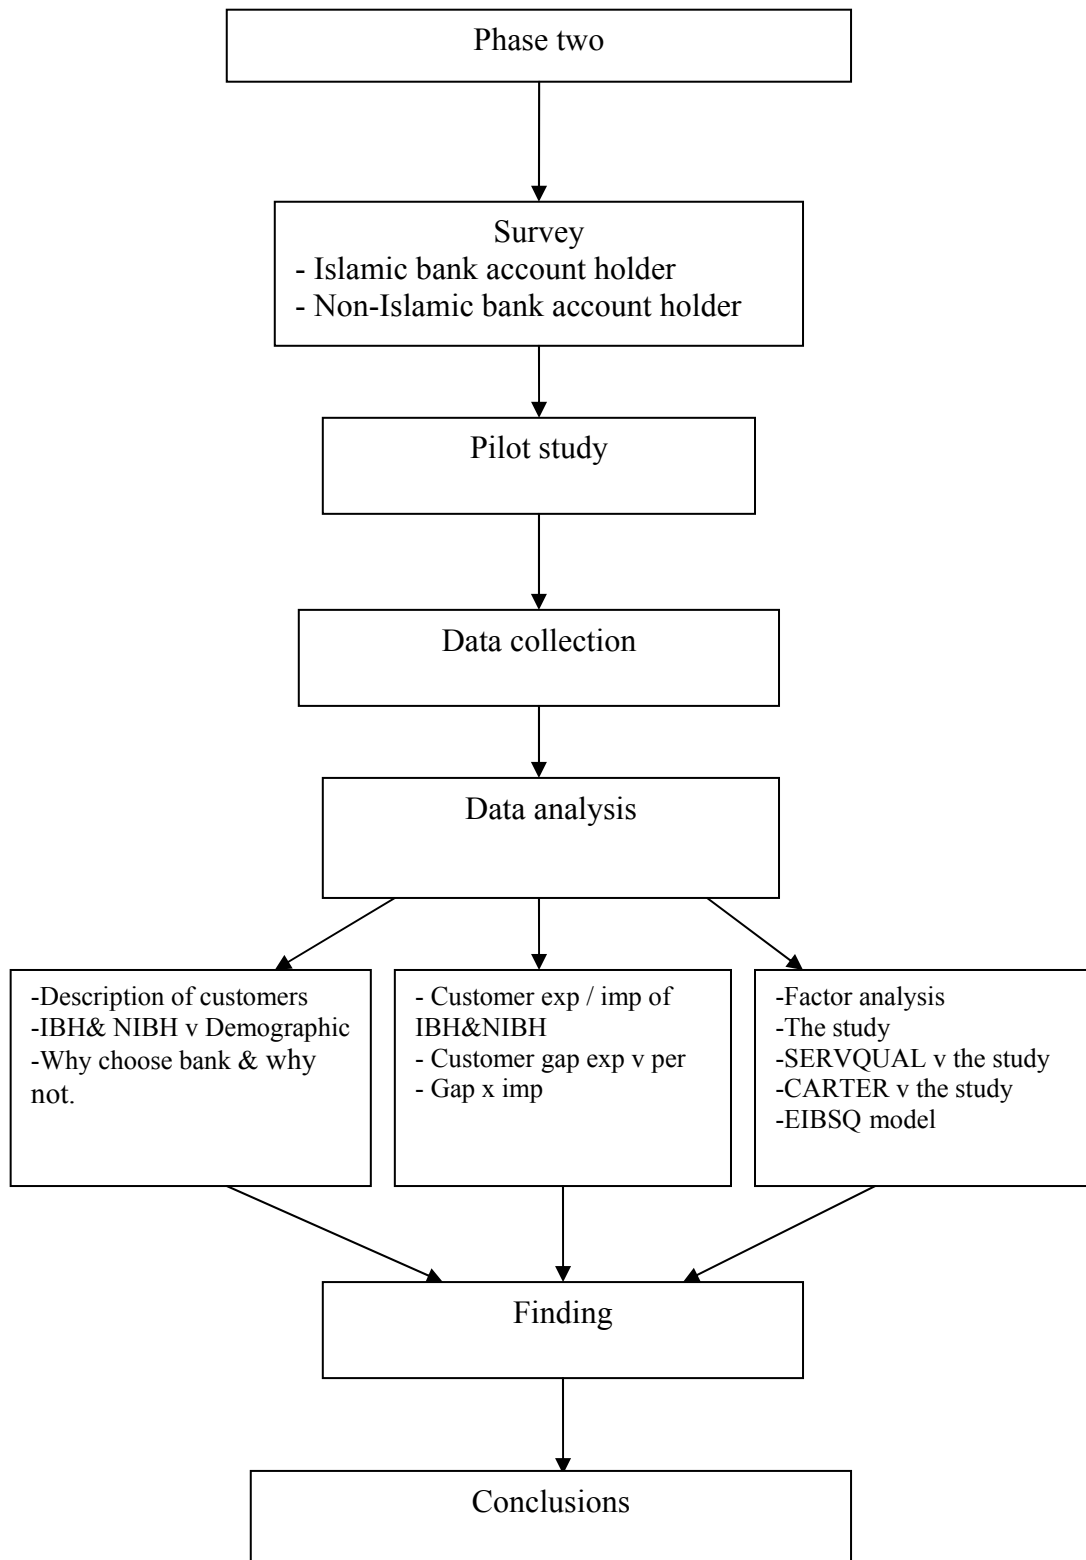 Phase two
Survey
- Islamic bank account holder
- Non-Islamic bank account holder
Pilot study
Data collection
Data analysis
-Description of customers
-IBH& NIBH v Demographic
-Why choose bank & why
not.
- Customer exp / imp of
IBH&NIBH
- Customer gap exp v per
- Gap x imp
-Factor analysis
-The study
-SERVQUAL v the study
-CARTER v the study
-EIBSQ model
Finding
Conclusions